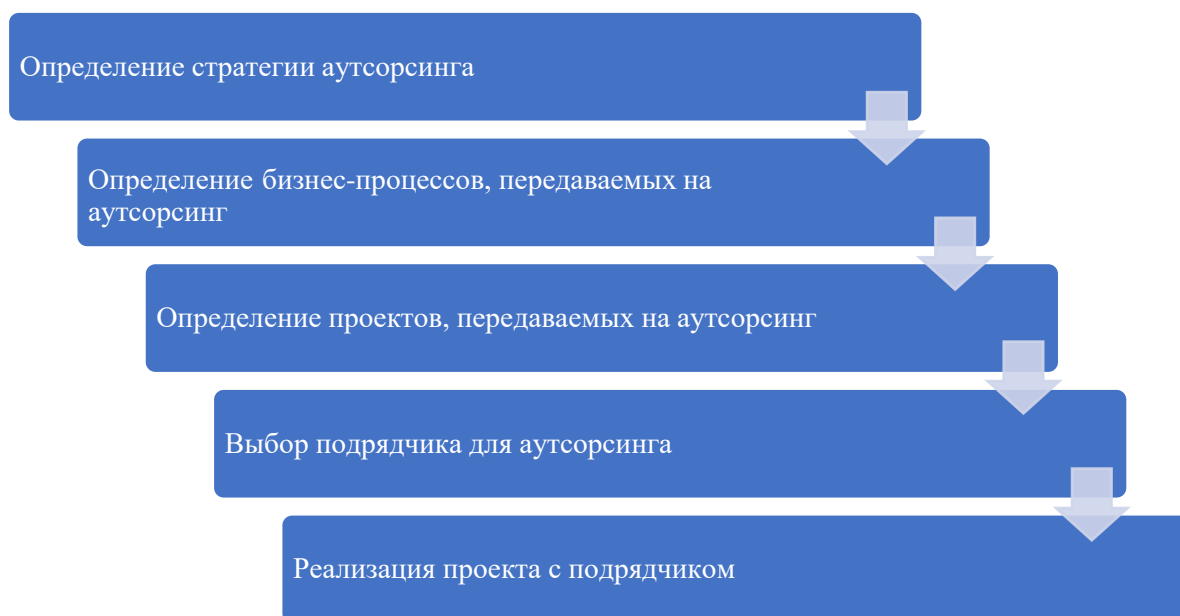 Определение стратегии аутсорсинга
Определение бизнес-процессов, передаваемых на
аутсорсинг
Определение проектов, передаваемых на аутсорсинг
Выбор подрядчика для аутсорсинга
Реализация проекта с подрядчиком